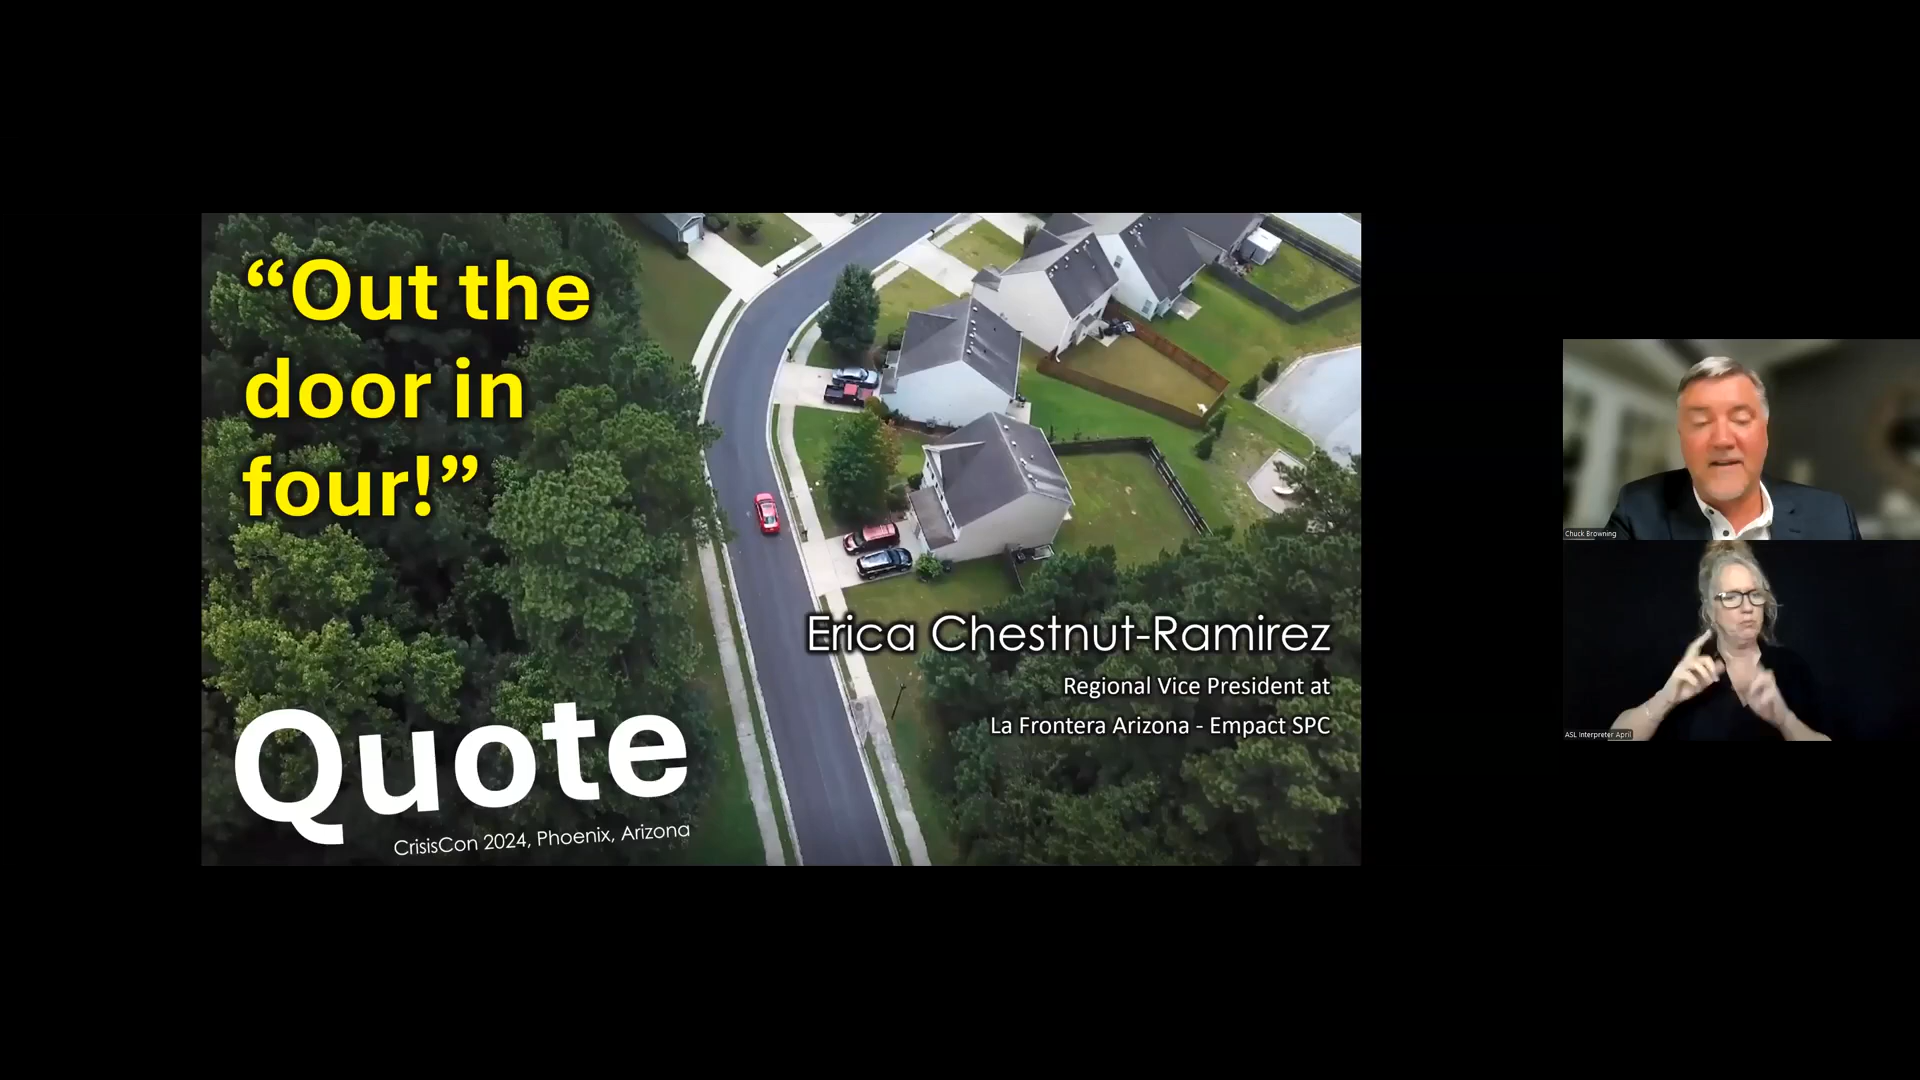 “Out the
door in
four!”
Erica Chestnut-Ramirez
Regional Vice President at
La Frontera Arizona - Empact SPC
Quote
CrisisCon 2024, Phoenix, Arizona
Chuck Browning
ASL Interpreter April